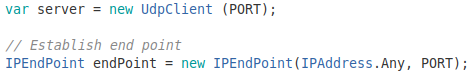 var server = new UdpClient (PORT);
// Establish end point
IPEndPoint endPoint = new IPEndPoint(IPAddress.Any, PORT);